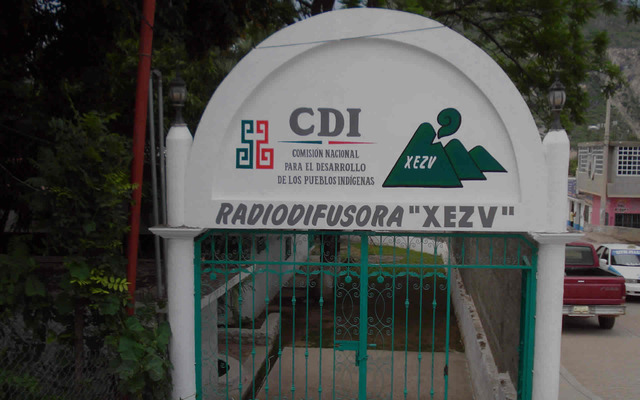 CDI
COMISIÓN NACIONAL
PARA EL DESARROLLO
DE LOS PUEBLOS INDÍGENAS
XEZV
RADIODIFUSORA "XEZV"